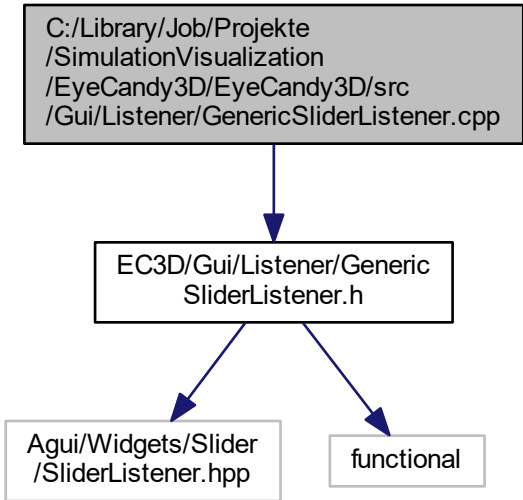 C:/Library/Job/Projekte
/SimulationVisualization
/EyeCandy3D/EyeCandy3D/src
/Gui/Listener/GenericSliderListener.cpp
EC3D/Gui/Listener/Generic
SliderListener.h
Agui/Widgets/Slider
/SliderListener.hpp
functional